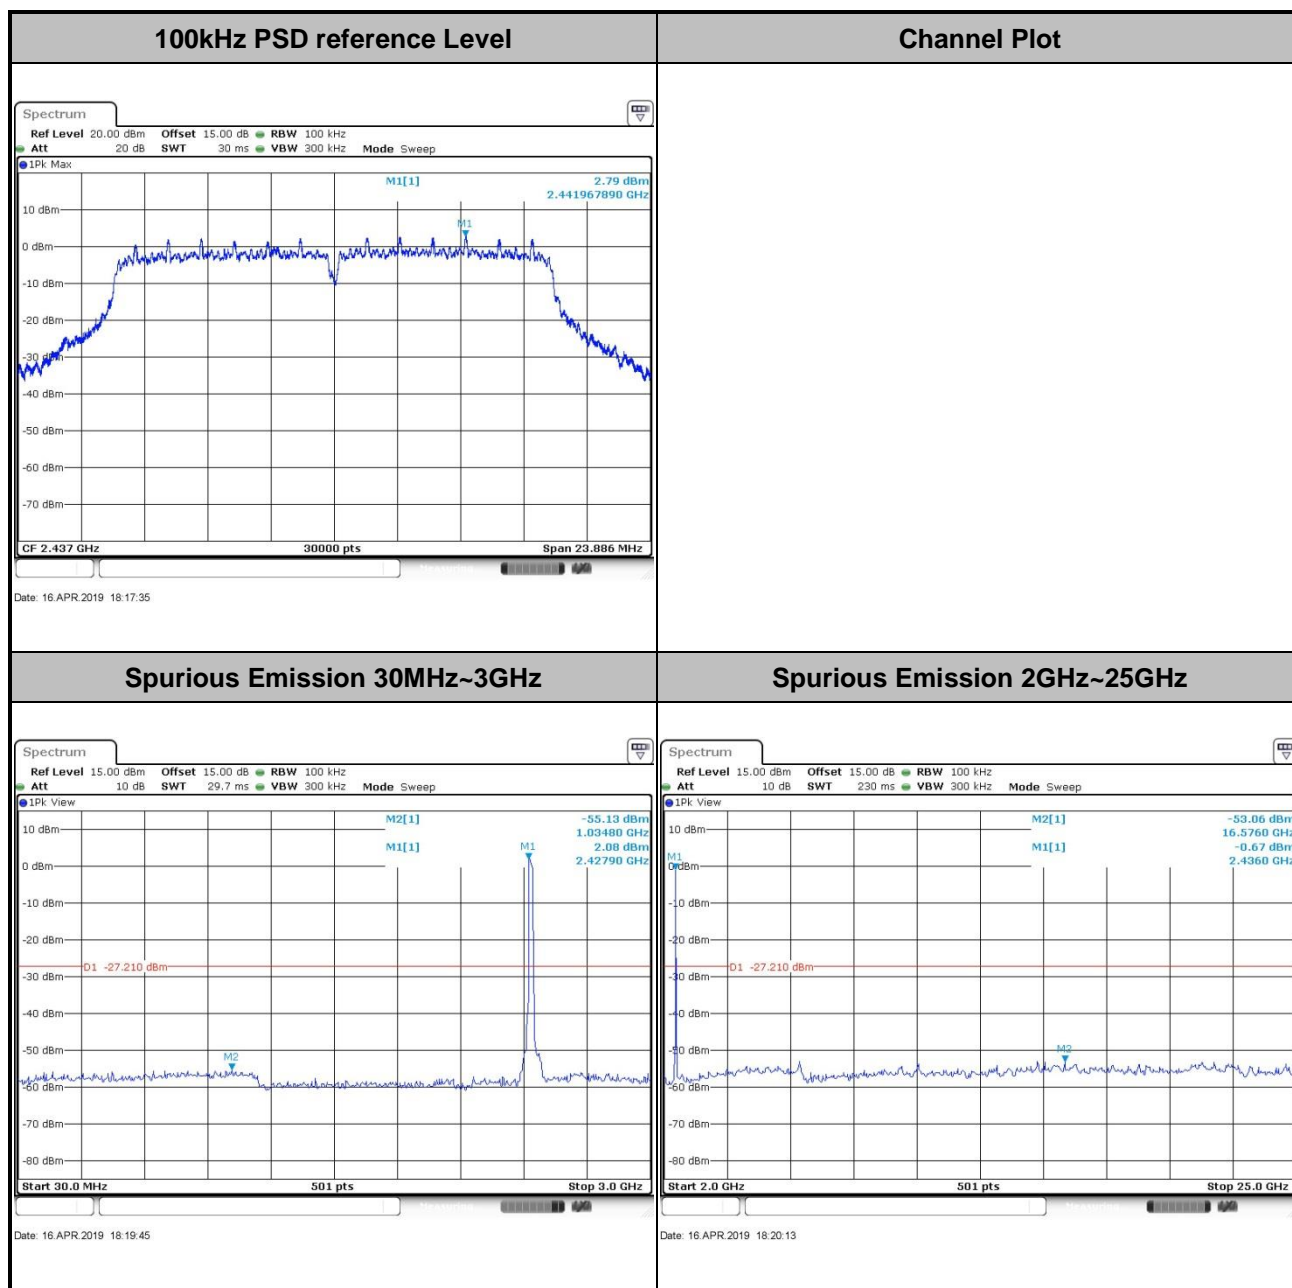 100kHz PSD reference Level
Channel Plot
Spectrum
Ref Level 20.00 dBm Offset 15.00 dB RBW 100 kHz
Att 20 dB SWT 30 ms VBW 300 kHz Mode Sweep
1Pk Max
M1[1] 2.79 dBm
2.441967890 GHz
M1
10 dBm
0 dBm
-10 dBm
-20 dBm
-30 dBm
-40 dBm
-50 dBm
-60 dBm
-70 dBm
CF 2.437 GHz 30000 pts Span 23.886 MHz
Date: 16.APR.2019 18:17:35
Spurious Emission 30MHz~3GHz
Spurious Emission 2GHz~25GHz
Spectrum
Ref Level 15.00 dBm Offset 15.00 dB RBW 100 kHz
Att 10 dB SWT 29.7 ms VBW 300 kHz Mode Sweep
1Pk View
M2[1] -55.13 dBm
1.03480 GHz
M1[1] 2.08 dBm
2.42790 GHz
M1
10 dBm
0 dBm
-10 dBm
-20 dBm
D1 -27.210 dBm
-30 dBm
-40 dBm
-50 dBm
M2
-60 dBm
-70 dBm
-80 dBm
Start 30.0 MHz 501 pts Stop 3.0 GHz
Date: 16.APR.2019 18:19:45
Spectrum
Ref Level 15.00 dBm Offset 15.00 dB RBW 100 kHz
Att 10 dB SWT 230 ms VBW 300 kHz Mode Sweep
1Pk View
M2[1] -53.06 dBm
16.5760 GHz
M1[1] -0.67 dBm
2.4360 GHz
10 dBm
M1
0 dBm
-10 dBm
-20 dBm
D1 -27.210 dBm
-30 dBm
-40 dBm
-50 dBm
M2
-60 dBm
-70 dBm
-80 dBm
Start 2.0 GHz 501 pts Stop 25.0 GHz
Date: 16.APR.2019 18:20:13